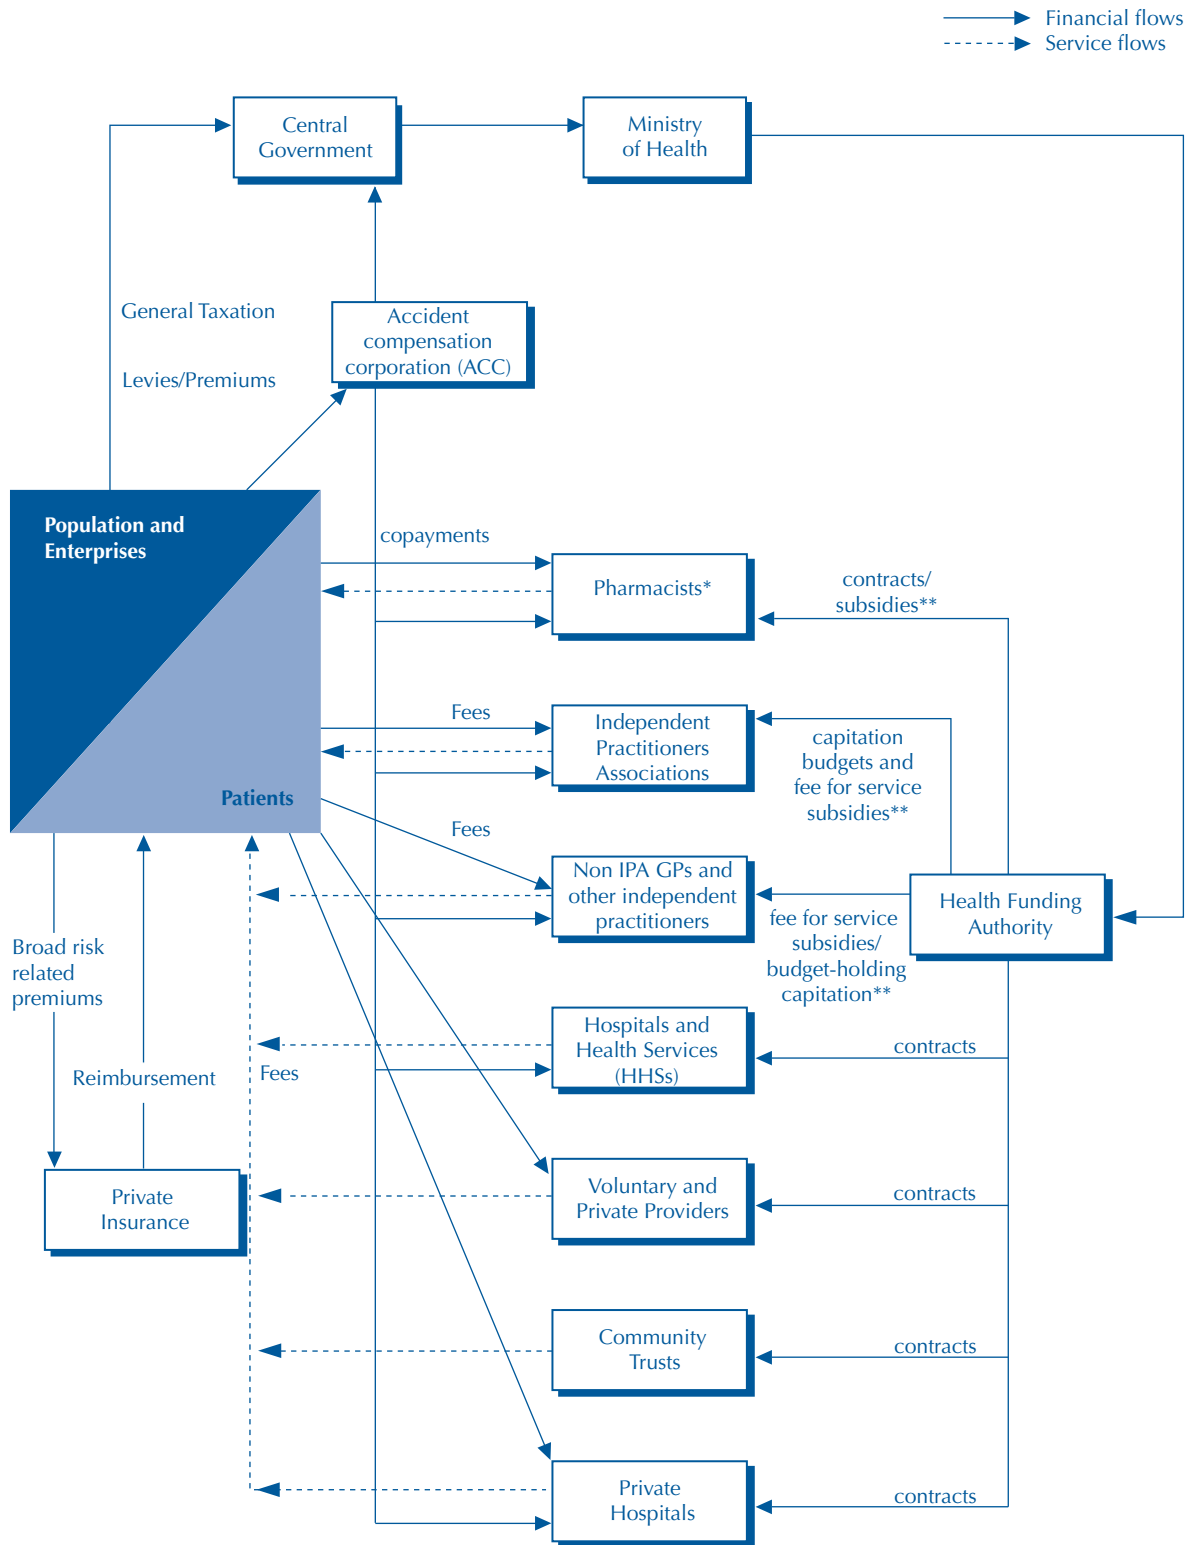 Financial flows
Service flows
Central
Government
Ministry
of Health
General Taxation
Accident
compensation
corporation (ACC)
Levies/Premiums
Population and
Enterprises
Patients
copayments
Pharmacists*
contracts/
subsidies**
Fees
Independent
Practitioners
Associations
capitation
budgets and
fee for service
subsidies**
Fees
Non IPA GPs and
other independent
practitioners
Health Funding
Authority
fee for service
subsidies/
budget-holding
capitation**
Broad risk
related
premiums
Reimbursement
Fees
Hospitals and
Health Services
(HHSs)
contracts
Private
Insurance
Voluntary and
Private Providers
contracts
Community
Trusts
contracts
Private
Hospitals
contracts